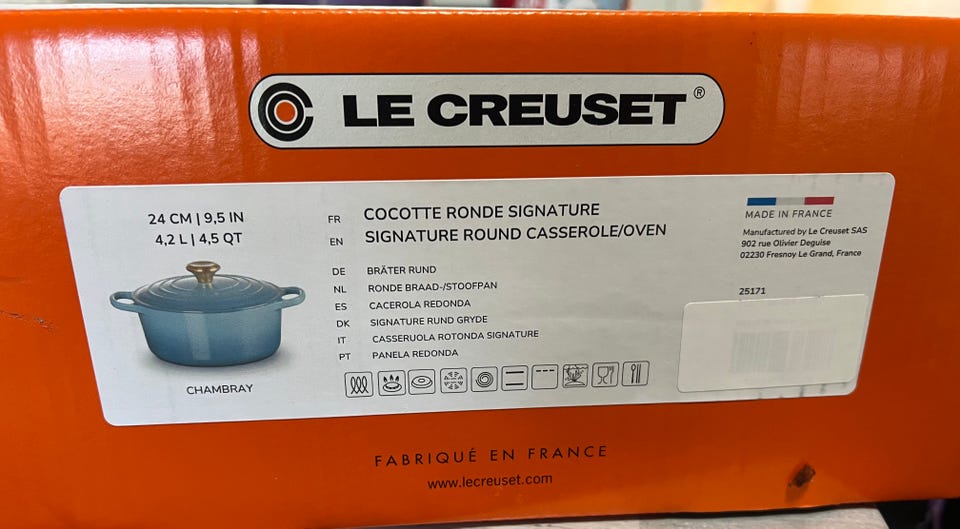 LE CREUSET®
24 CM | 9,5 IN
4,2 L | 4,5 QT
CHAMBRAY
FR COCOTTE RONDE SIGNATURE
EN SIGNATURE ROUND CASSEROLE/OVEN
DE BRÄTER RUND
NL RONDE BRAAD-/STOOFPAN
ES CACEROLA REDONDA
DK SIGNATURE RUND GRYDE
IT CASSERUOLA ROTONDA SIGNATURE
PT PANELA REDONDA
MADE IN FRANCE
Manufactured by Le Creuset SAS
902 rue Olivier Deguise
02230 Fresnoy Le Grand, France
25171
FABRIQUÉ EN FRANCE
www.lecreuset.com